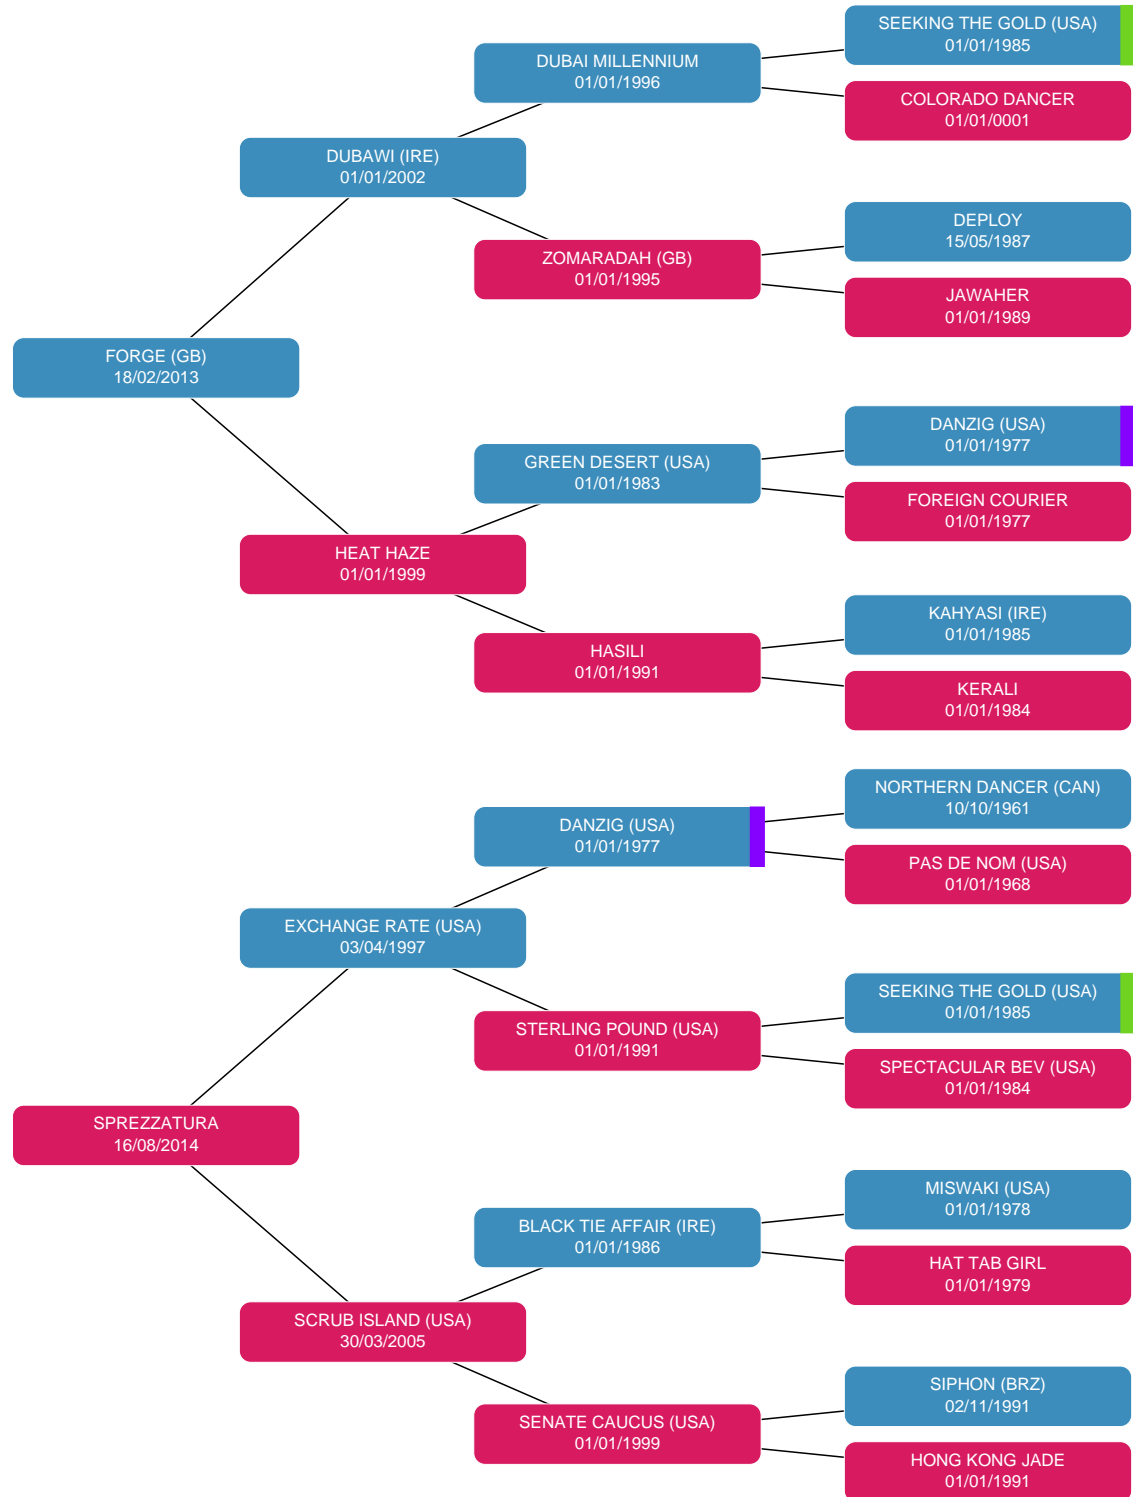 SEEKING THE GOLD (USA)
01/01/1985
DUBAI MILLENNIUM
01/01/1996
COLORADO DANCER
01/01/0001
DUBAWI (IRE)
01/01/2002
DEPLOY
15/05/1987
ZOMARADAH (GB)
01/01/1995
JAWAHER
01/01/1989
FORGE (GB)
18/02/2013
DANZIG (USA)
01/01/1977
GREEN DESERT (USA)
01/01/1983
FOREIGN COURIER
01/01/1977
HEAT HAZE
01/01/1999
KAHYASI (IRE)
01/01/1985
HASILI
01/01/1991
KERALI
01/01/1984
NORTHERN DANCER (CAN)
10/10/1961
DANZIG (USA)
01/01/1977
PAS DE NOM (USA)
01/01/1968
EXCHANGE RATE (USA)
03/04/1997
SEEKING THE GOLD (USA)
01/01/1985
STERLING POUND (USA)
01/01/1991
SPECTACULAR BEV (USA)
01/01/1984
SPREZZATURA
16/08/2014
MISWAKI (USA)
01/01/1978
BLACK TIE AFFAIR (IRE)
01/01/1986
HAT TAB GIRL
01/01/1979
SCRUB ISLAND (USA)
30/03/2005
SIPHON (BRZ)
02/11/1991
SENATE CAUCUS (USA)
01/01/1999
HONG KONG JADE
01/01/1991